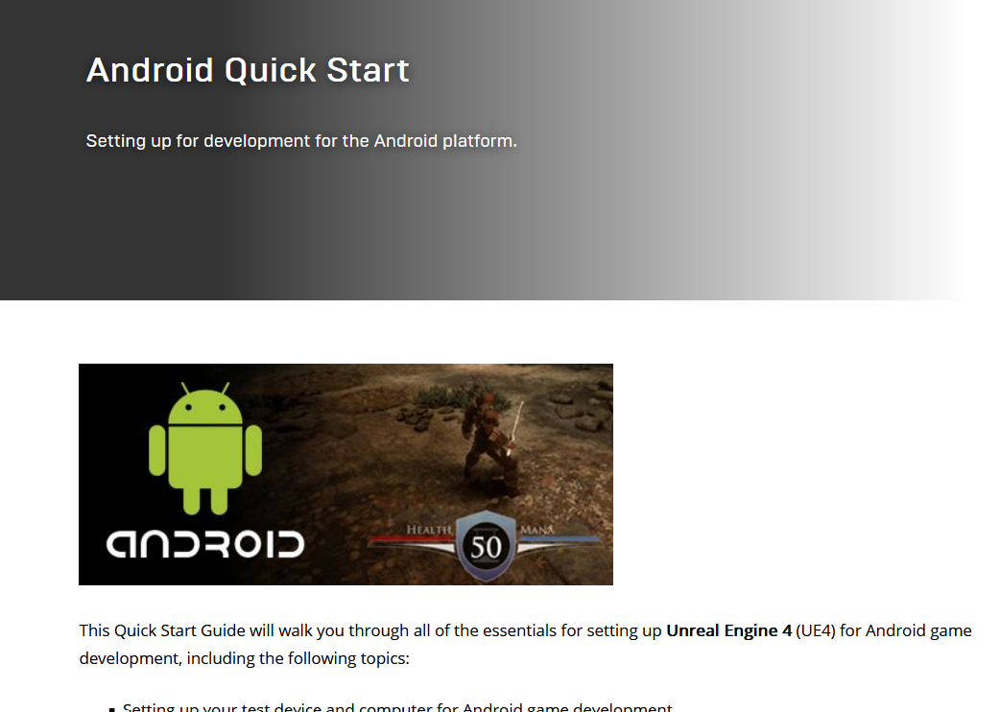 Android Quick Start
Setting up for development for the Android platform.
ANDROID
HEALTH MANA
50
This Quick Start Guide will walk you through all of the essentials for setting up Unreal Engine 4 (UE4) for Android game
development, including the following topics:
▪ Setting up your test device and computer for Android game development